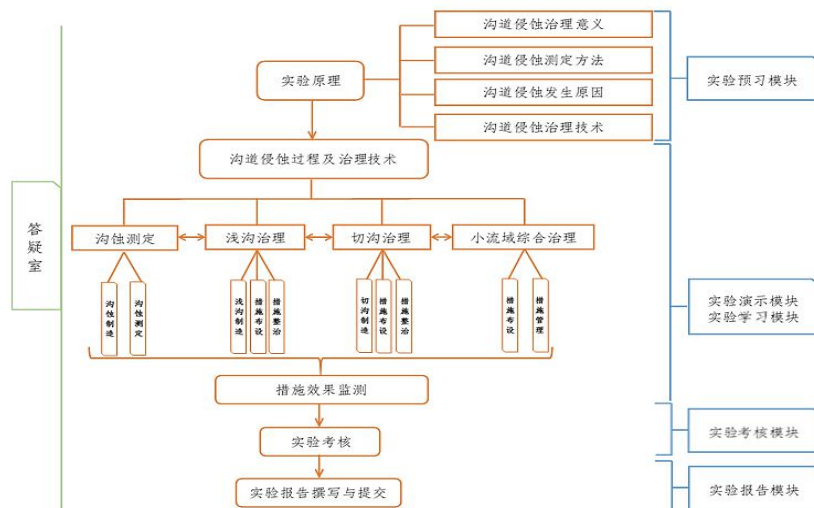 沟道侵蚀治理意义
沟道侵蚀测定方法
实验原理
实验预习模块
沟道侵蚀发生原因
沟道侵蚀治理技术
沟道侵蚀过程及治理技术
答疑室
沟蚀测定
浅沟治理
切沟治理
小流域综合治理
沟蚀制造
沟蚀测定
浅沟制造
措施布设
措施整治
切沟制造
措施布设
措施整治
措施布设
措施管理
实验演示模块
实验学习模块
措施效果监测
实验考核
实验考核模块
实验报告撰写与提交
实验报告模块